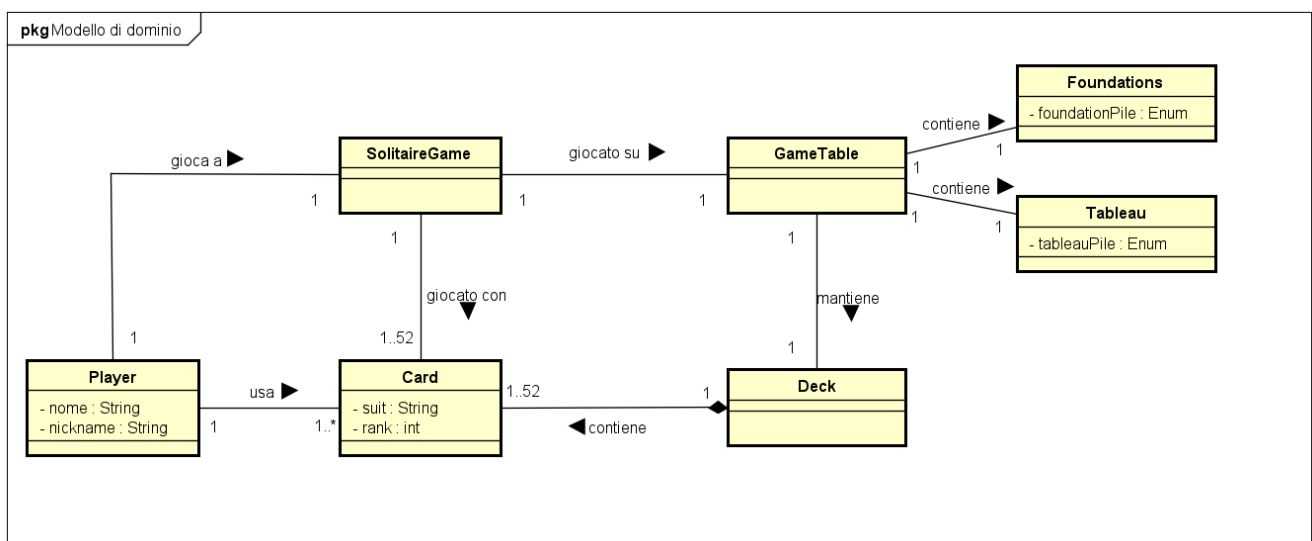 pkg Modello di dominio
Foundations
- foundationPile : Enum
contiene
1
1
SolitaireGame
gioca a
1
1
giocato su
1
1
GameTable
contiene
1
1
Tableau
- tableauPile : Enum
1
giocato con
1..52
1
mantiene
1
Player
- nome : String
- nickname : String
usa
1
1..*
Card
- suit : String
- rank : int
1..52
contiene
1
Deck